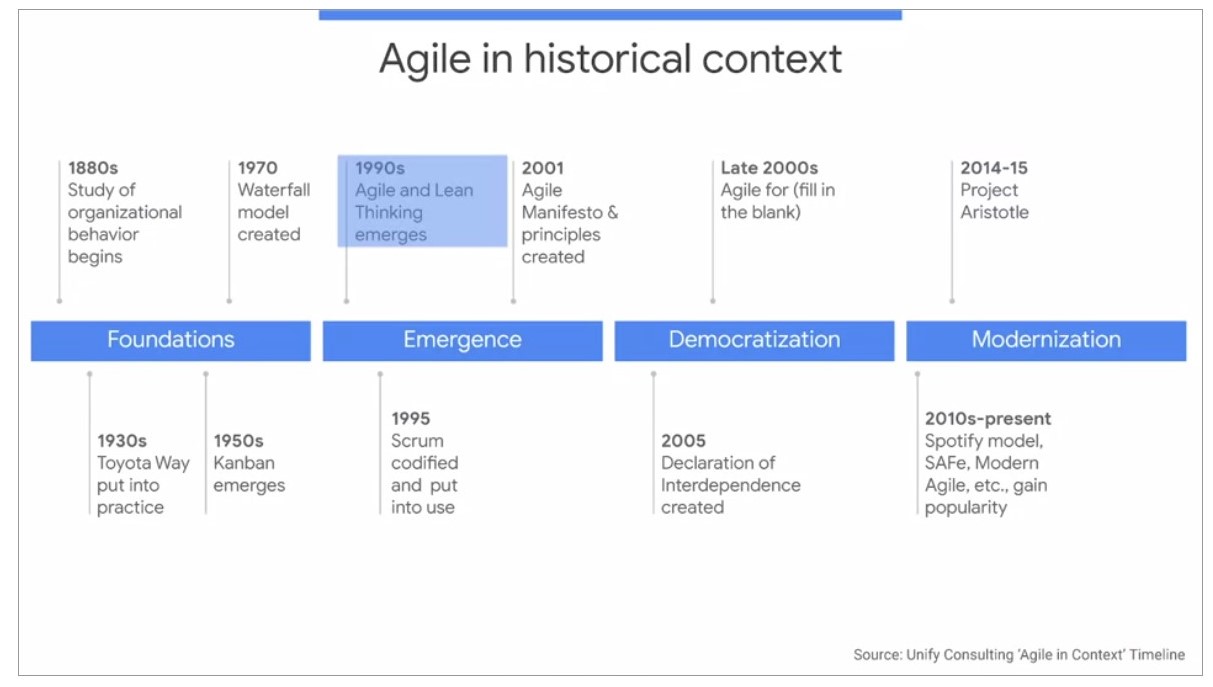 Agile in historical context
1880s
Study of
organizational
behavior
begins
1970
Waterfall
model
created
1990s
Agile and Lean
Thinking
emerges
2001
Agile
Manifesto &
principles
created
Late 2000s
Agile for (fill in
the blank)
2014-15
Project
Aristotle
Foundations
Emergence
Democratization
Modernization
1930s
Toyota Way
put into
practice
1950s
Kanban
emerges
1995
Scrum
codified
and put
into use
2005
Declaration of
Interdependence
created
2010s-present
Spotify model,
SAFe, Modern
Agile, etc., gain
popularity
Source: Unify Consulting 'Agile in Context' Timeline